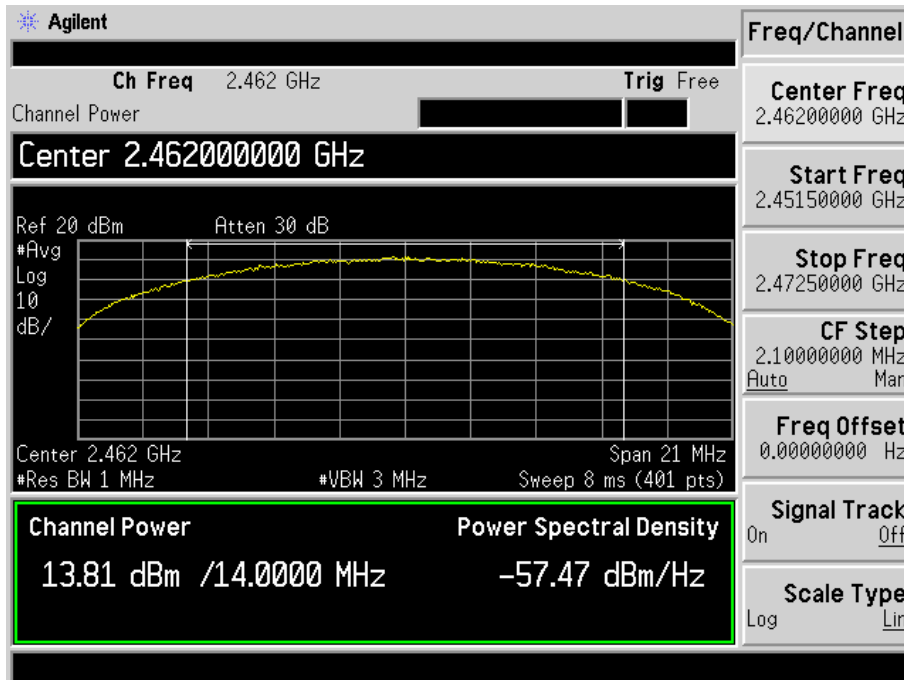 Agilent
Freq/Channel
Ch Freq 2.462 GHz Trig Free
Channel Power
Center 2.462000000 GHz
Ref 20 dBm Atten 30 dB
#Avg
Log
10
dB/
Center 2.462 GHz Span 21 MHz
#Res BW 1 MHz #VBW 3 MHz Sweep 8 ms (401 pts)
Channel Power Power Spectral Density
13.81 dBm /14.0000 MHz -57.47 dBm/Hz
Center Freq
2.46200000 GHz
Start Freq
2.45150000 GHz
Stop Freq
2.47250000 GHz
CF Step
2.10000000 MHz
Auto Man
Freq Offset
0.00000000 Hz
Signal Track
On Off
Scale Type
Log Lin